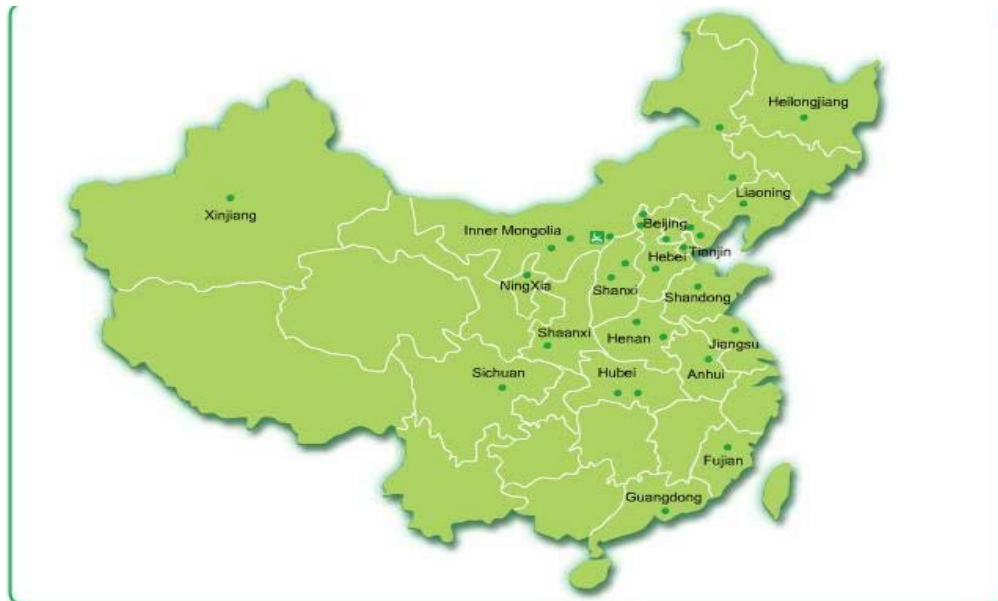 Heilongjiang
Liaoning
Xinjiang
Beijing
Inner Mongolia
Tianjin
Hebei
NingXia
Shanxi
Shandong
Shaanxi
Henan
Jiangsu
Sichuan
Hubei
Anhui
Fujian
Guangdong